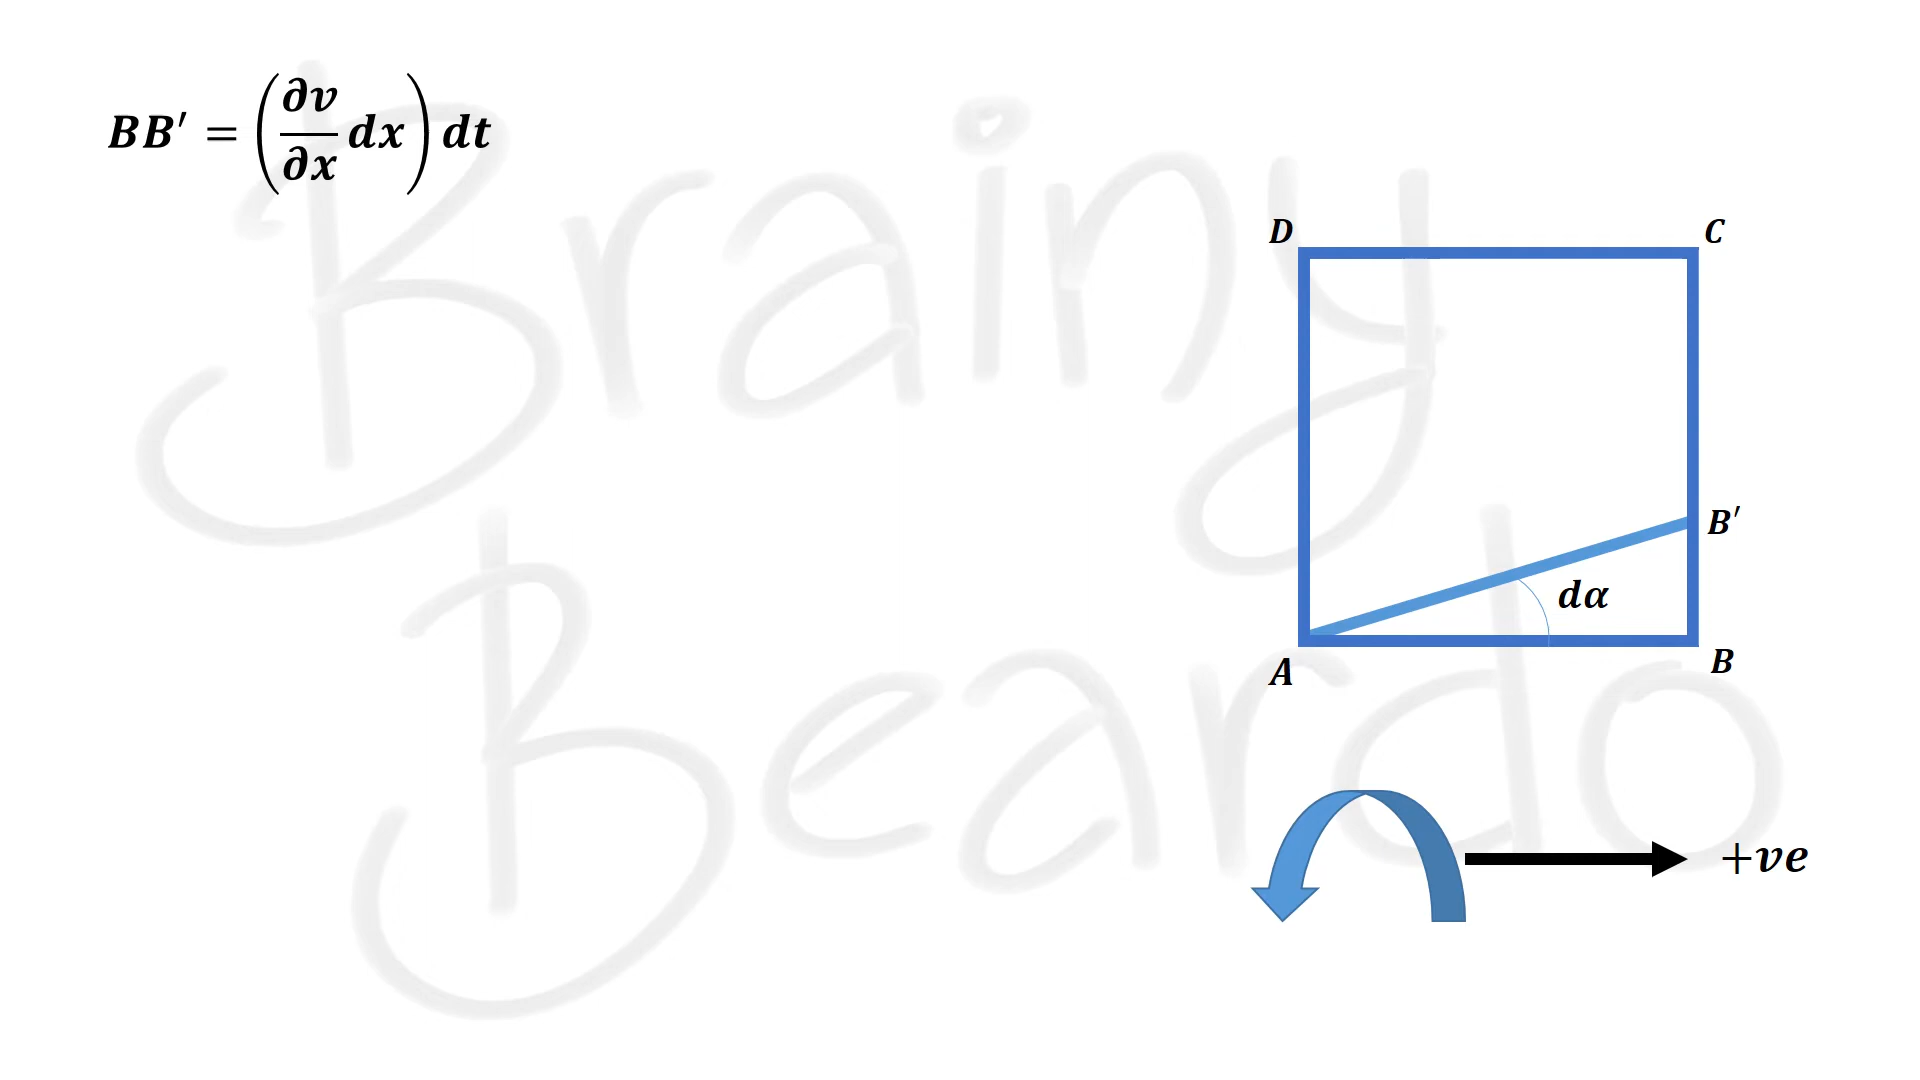 BB′ = (∂v/∂x dx) dt
D C
B′
dα
A B
+ve
Brainy
Beardo